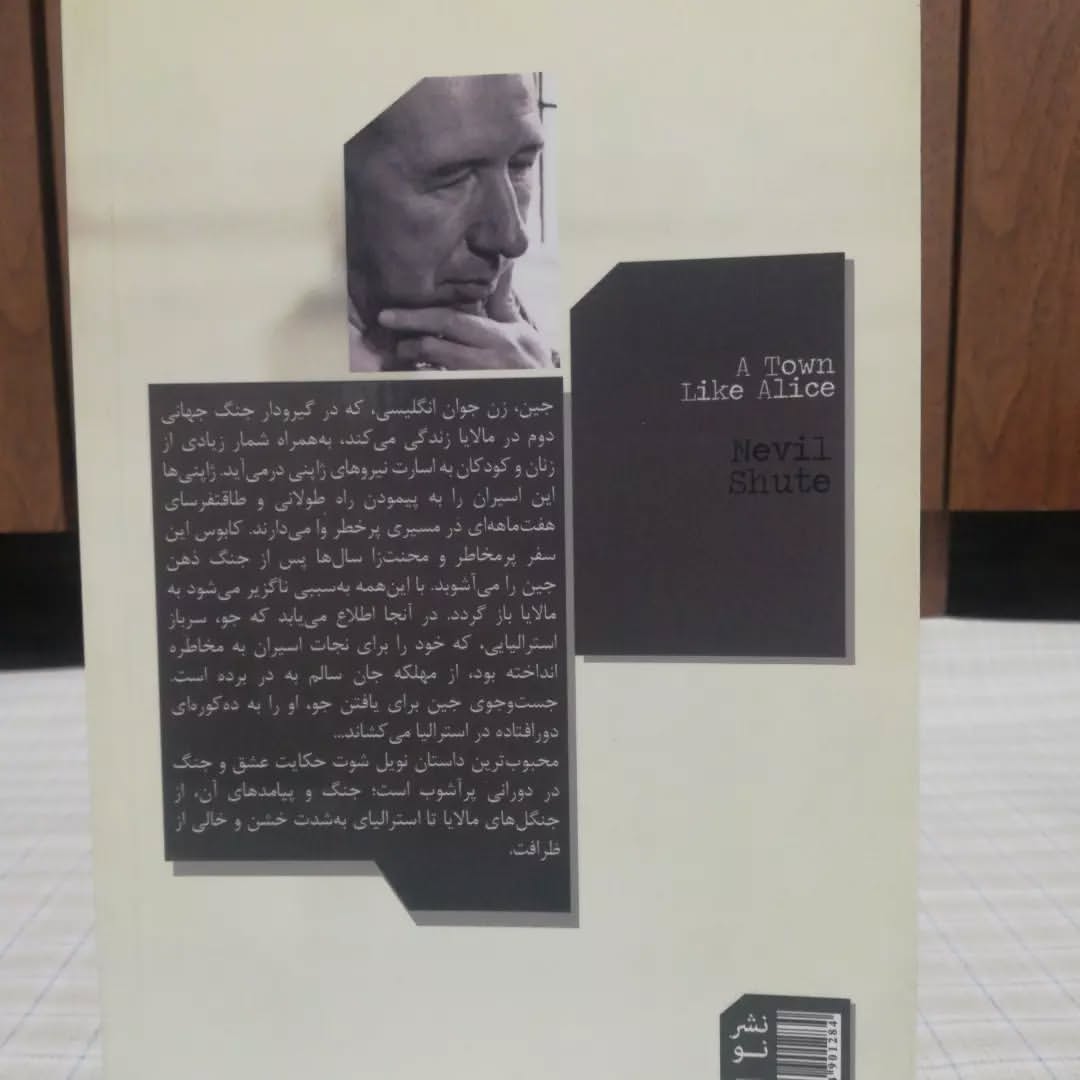 A Town
Like Alice
Nevil
Shute
جین، زن جوان انگلیسی، که در گیرودار جنگ جهانی
دوم در مالایا زندگی می‌کند، به‌همراه شمار زیادی از
زنان و کودکان به اسارت نیروهای ژاپنی درمی‌آید. ژاپنی‌ها
این اسیران را به پیمودن راه طولانی و طاقتفرسای
هفت‌ماهه‌ای در مسیری پرخطر وا می‌دارند. کابوس این
سفر پرمخاطر و محنت‌زا سال‌ها پس از جنگ ذهن
جین را می‌آشوبد. با این‌همه به‌سببی ناگزیر می‌شود به
مالایا باز گردد. در آنجا اطلاع می‌یابد که جو، سرباز
استرالیایی، که خود را برای نجات اسیران به مخاطره
انداخته بود، از مهلکه جان سالم به در برده است.
جست‌وجوی جین برای یافتن جو، او را به ده‌کوره‌ای
دورافتاده در استرالیا می‌کشاند...
محبوب‌ترین داستان نویل شوت حکایت عشق و جنگ
در دورانی پرآشوب است؛ جنگ و پیامدهای آن، از
جنگل‌های مالایا تا استرالیای به‌شدت خشن و خالی از
ظرافت.
نشر
نو
901284